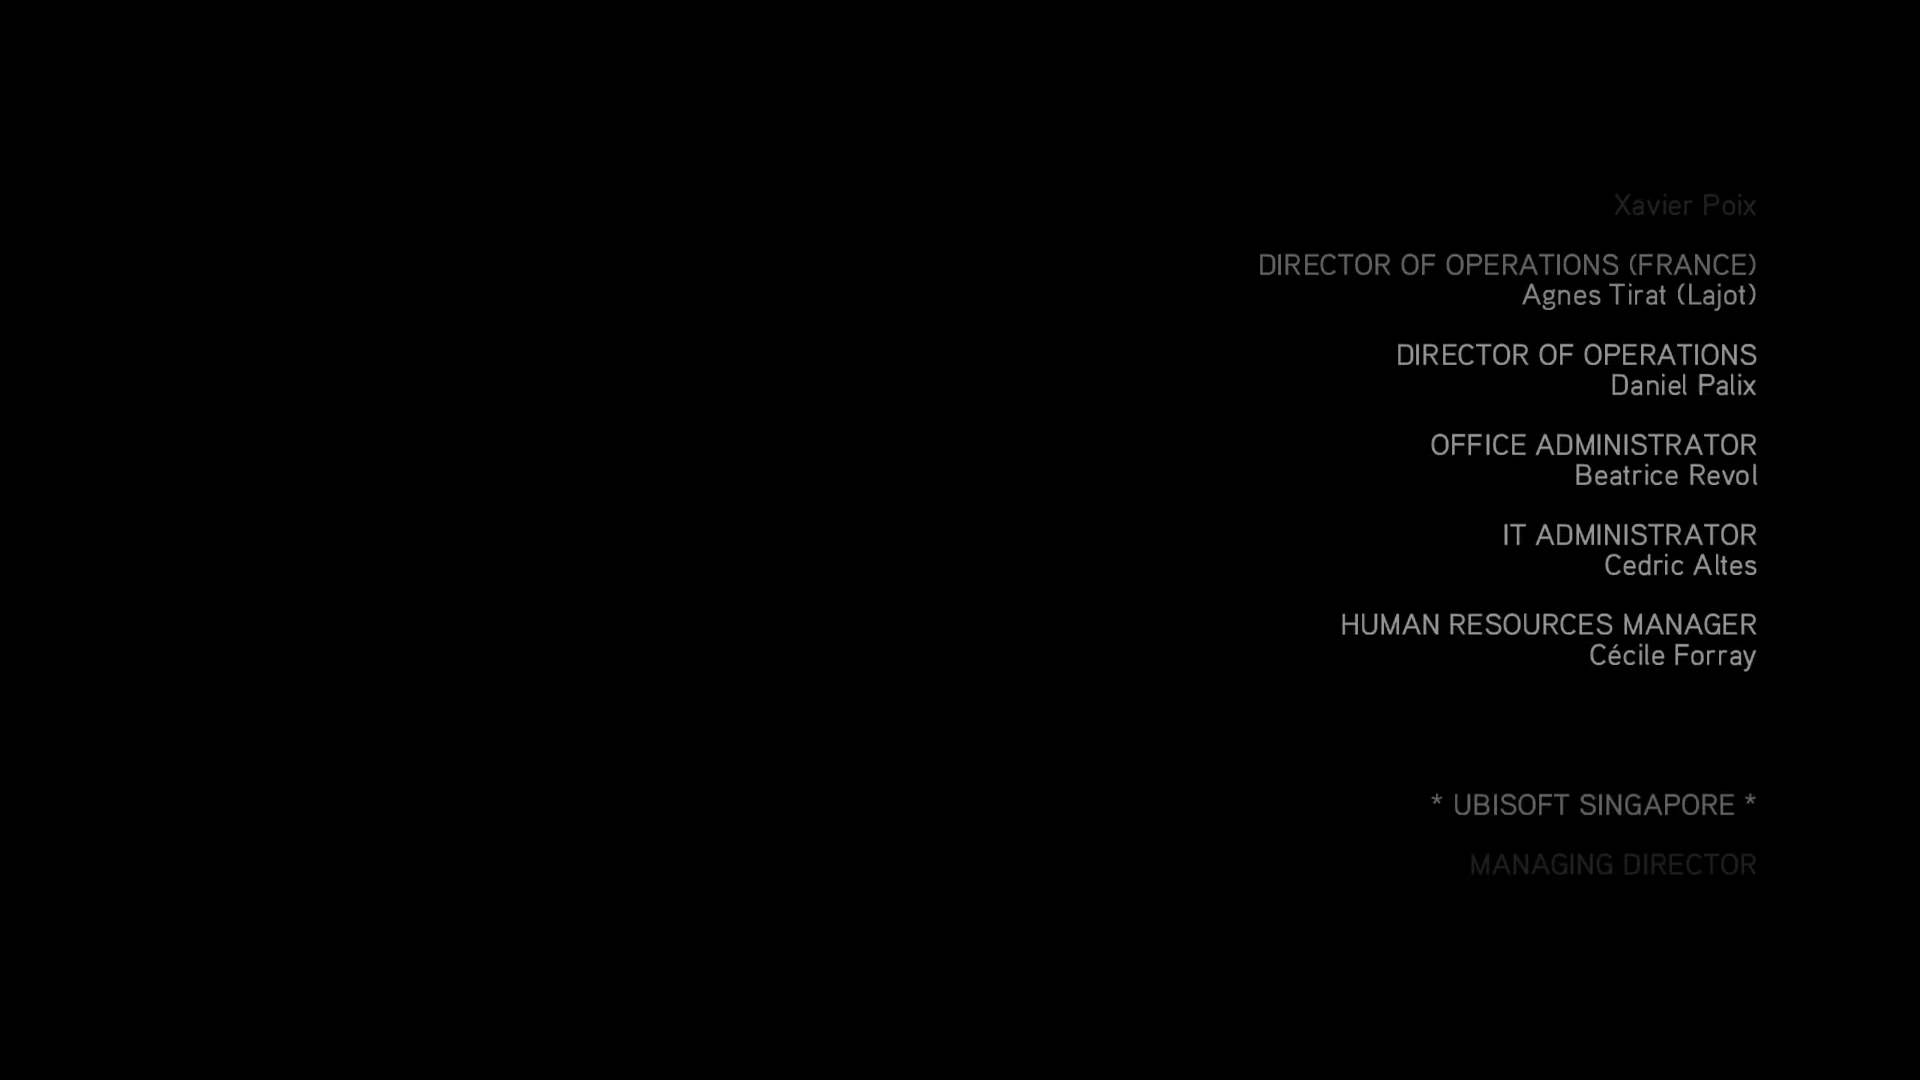 Xavier Poix
DIRECTOR OF OPERATIONS (FRANCE)
Agnes Tirat (Lajot)
DIRECTOR OF OPERATIONS
Daniel Palix
OFFICE ADMINISTRATOR
Beatrice Revol
IT ADMINISTRATOR
Cedric Altes
HUMAN RESOURCES MANAGER
Cécile Forray
* UBISOFT SINGAPORE *
MANAGING DIRECTOR